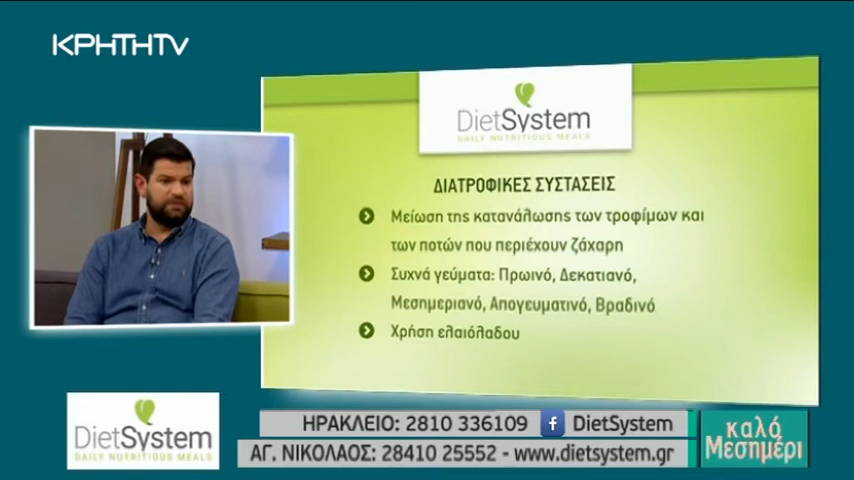 ΚΡΗΤΗTV
DietSystem
DAILY NUTRITIOUS MEALS
ΔΙΑΤΡΟΦΙΚΕΣ ΣΥΣΤΑΣΕΙΣ
Μείωση της κατανάλωσης των τροφίμων και
των ποτών που περιέχουν ζάχαρη
Συχνά γεύματα: Πρωινό, Δεκατιανό,
Μεσημεριανό, Απογευματινό, Βραδινό
Χρήση ελαιόλαδου
DietSystem
DAILY NUTRITIOUS MEALS
ΗΡΑΚΛΕΙΟ: 2810 336109 f DietSystem
ΑΓ. ΝΙΚΟΛΑΟΣ: 28410 25552 - www.dietsystem.gr
καλό
Μεσημέρι